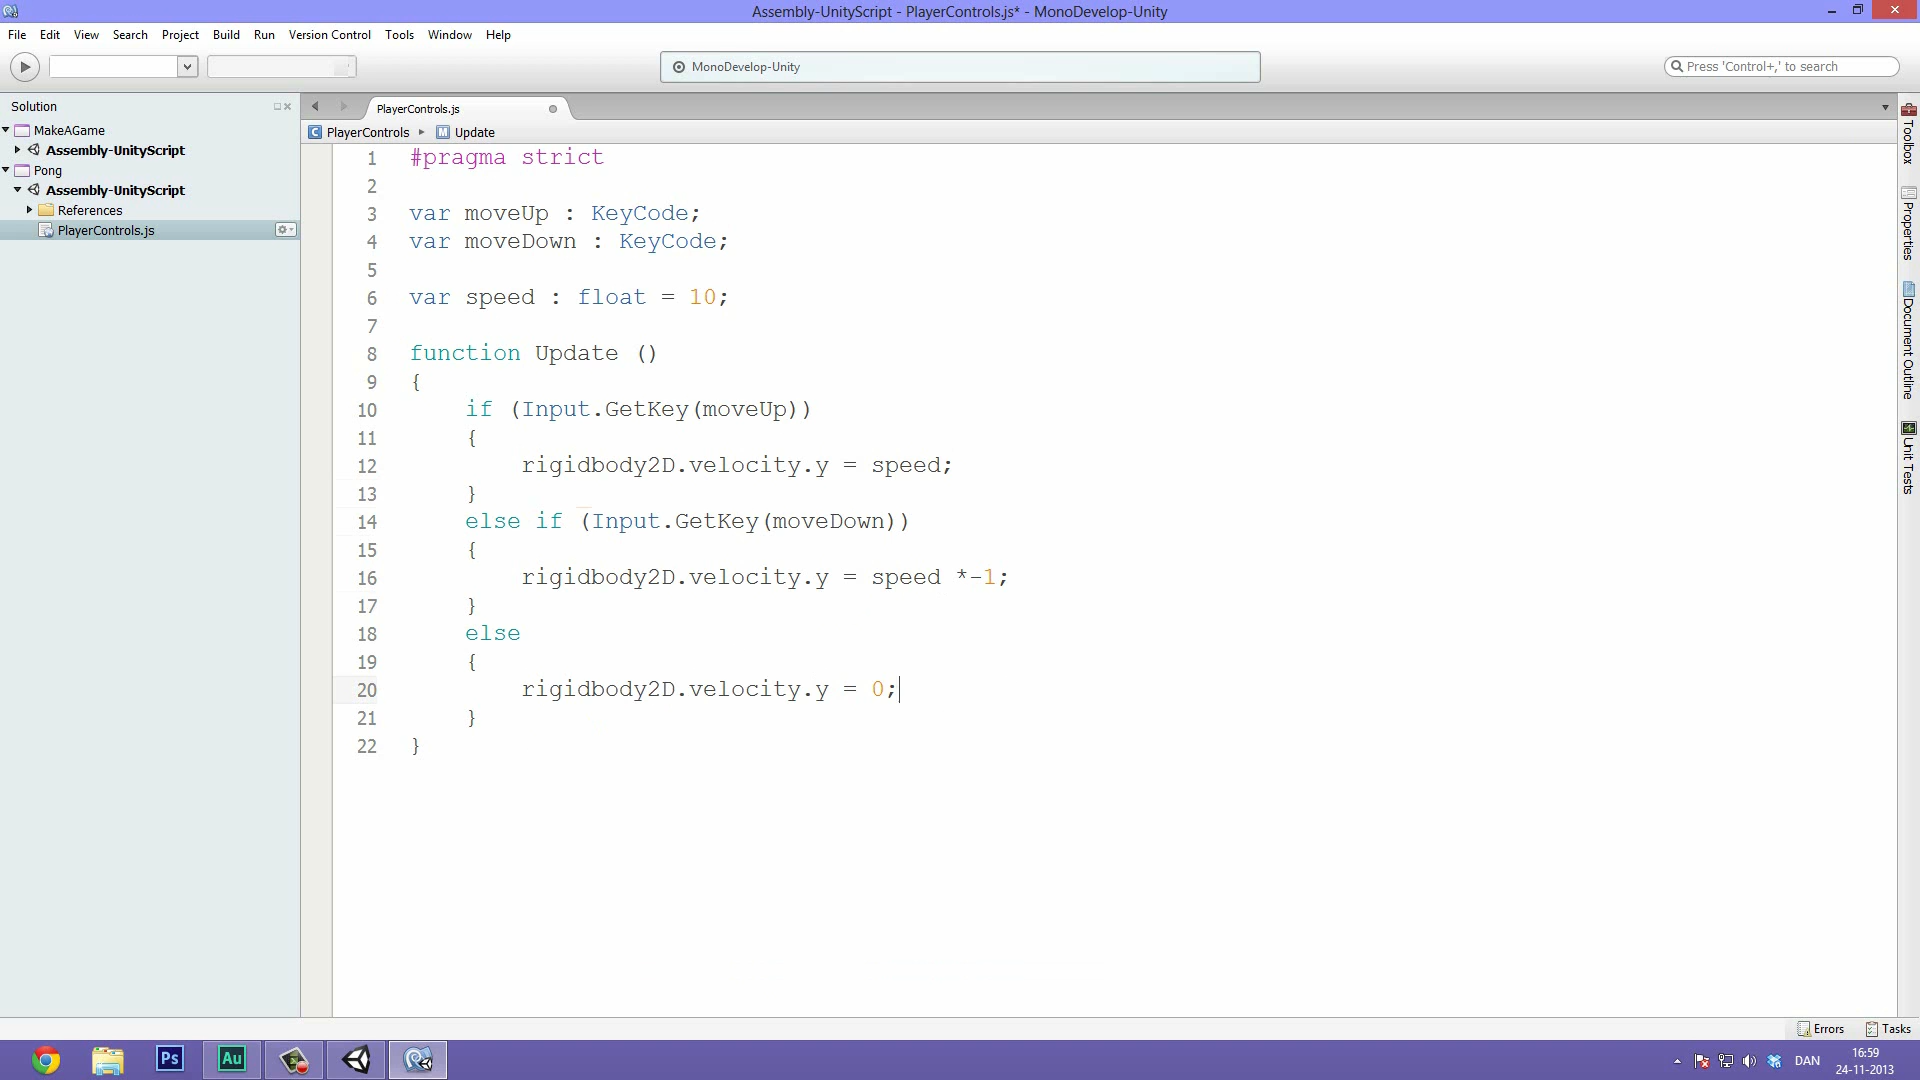 Assembly-UnityScript - PlayerControls.js* - MonoDevelop-Unity
File Edit View Search Project Build Run Version Control Tools Window Help
MonoDevelop-Unity
Press 'Control+,' to search
Solution
PlayerControls.js
MakeAGame
PlayerControls Update
Assembly-UnityScript
Pong
Assembly-UnityScript
References
PlayerControls.js
1 #pragma strict
2
3 var moveUp : KeyCode;
4 var moveDown : KeyCode;
5
6 var speed : float = 10;
7
8 function Update ()
9 {
10 if (Input.GetKey(moveUp))
11 {
12 rigidbody2D.velocity.y = speed;
13 }
14 else if (Input.GetKey(moveDown))
15 {
16 rigidbody2D.velocity.y = speed *-1;
17 }
18 else
19 {
20 rigidbody2D.velocity.y = 0;
21 }
22 }
Toolbox
Properties
Document Outline
Unit Tests
Errors Tasks
Ps Au
DAN
16:59
24-11-2013